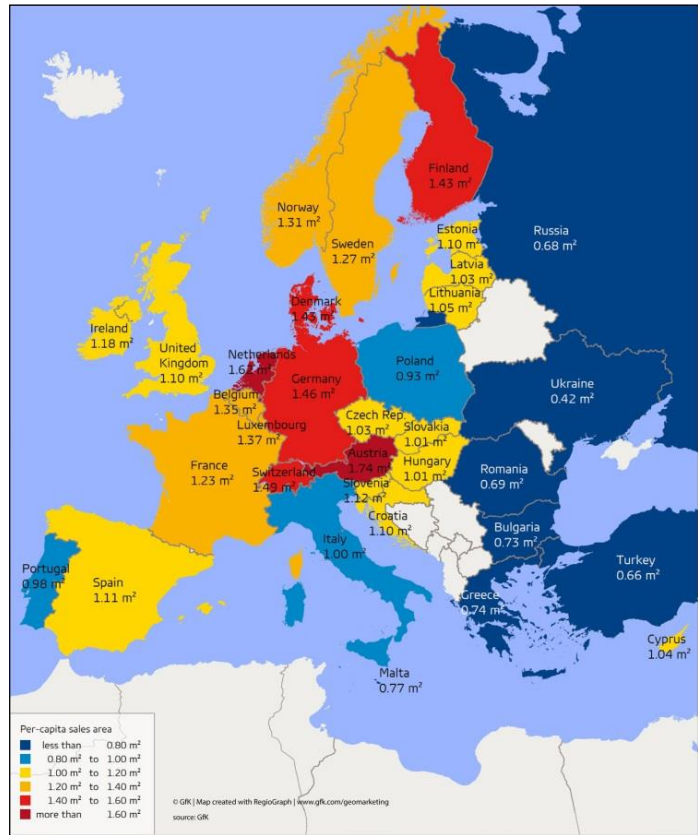 Finland
1.43 m²
Norway
1.31 m²
Sweden
1.27 m²
Russia
0.68 m²
Estonia
1.10 m²
Latvia
1.03 m²
Lithuania
1.05 m²
Denmark
1.43 m²
Ireland
1.18 m²
United
Kingdom
1.10 m²
Netherlands
1.62 m²
Poland
0.93 m²
Germany
1.46 m²
Belgium
1.35 m²
Ukraine
0.42 m²
Luxembourg
1.37 m²
Czech Rep.
1.03 m²
Slovakia
1.01 m²
Austria
1.74 m²
Hungary
1.01 m²
France
1.23 m²
Switzerland
1.49 m²
Slovenia
1.12 m²
Romania
0.69 m²
Croatia
1.10 m²
Italy
1.00 m²
Bulgaria
0.73 m²
Portugal
0.98 m²
Spain
1.11 m²
Turkey
0.66 m²
Greece
0.74 m²
Cyprus
1.04 m²
Malta
0.77 m²
Per-capita sales area
less than 0.80 m²
0.80 m² to 1.00 m²
1.00 m² to 1.20 m²
1.20 m² to 1.40 m²
1.40 m² to 1.60 m²
more than 1.60 m²
© GfK | Map created with RegioGraph | www.gfk.com/geomarketing
source: GfK